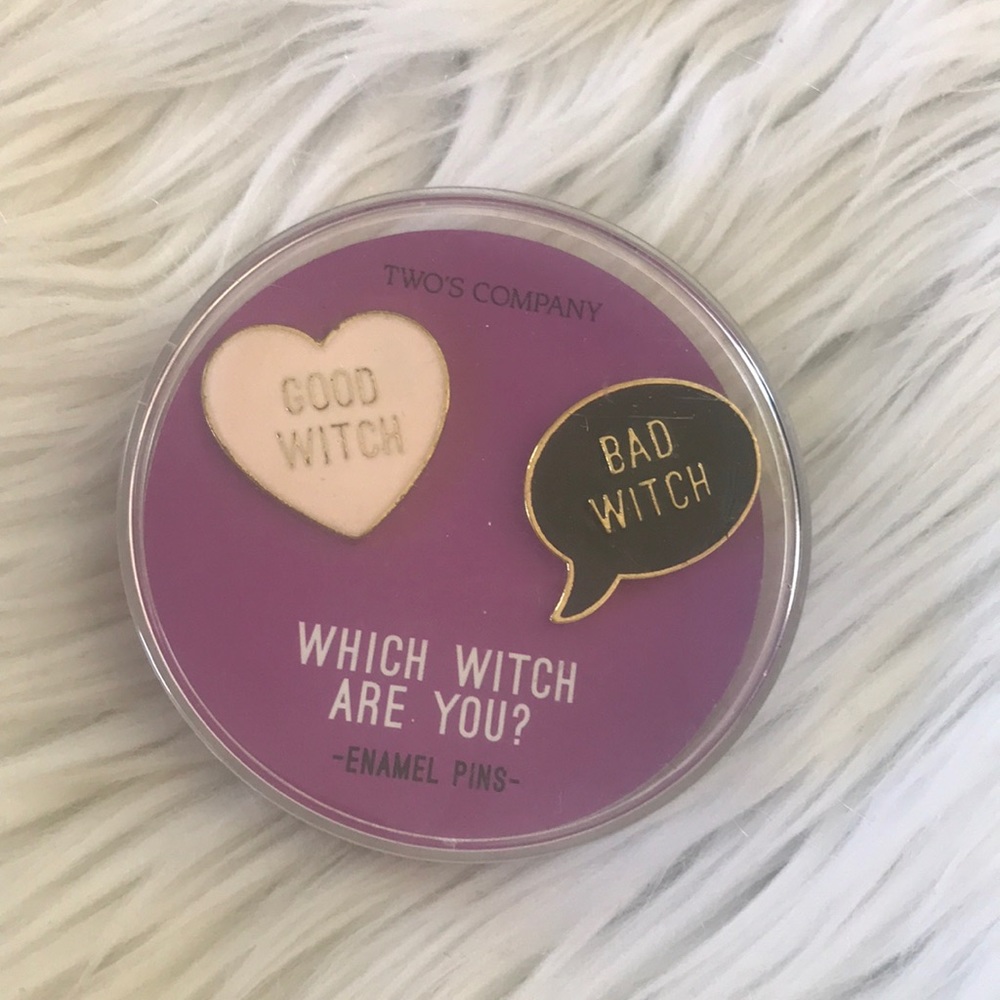 TWO'S COMPANY
GOOD
WITCH
BAD
WITCH
WHICH WITCH
ARE YOU?
-ENAMEL PINS-